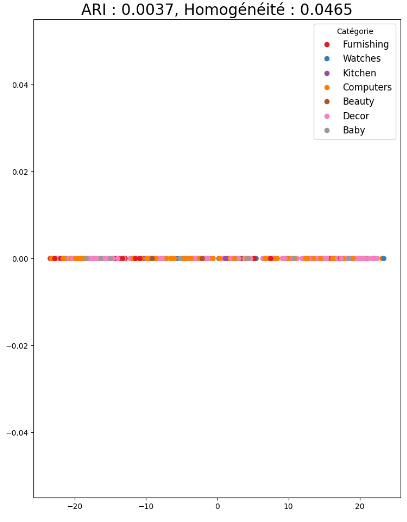 ARI : 0.0037, Homogénéité : 0.0465
Catégorie
Furnishing
Watches
Kitchen
Computers
Beauty
Decor
Baby
0.04
0.02
0.00
−0.02
−0.04
−20
−10
0
10
20